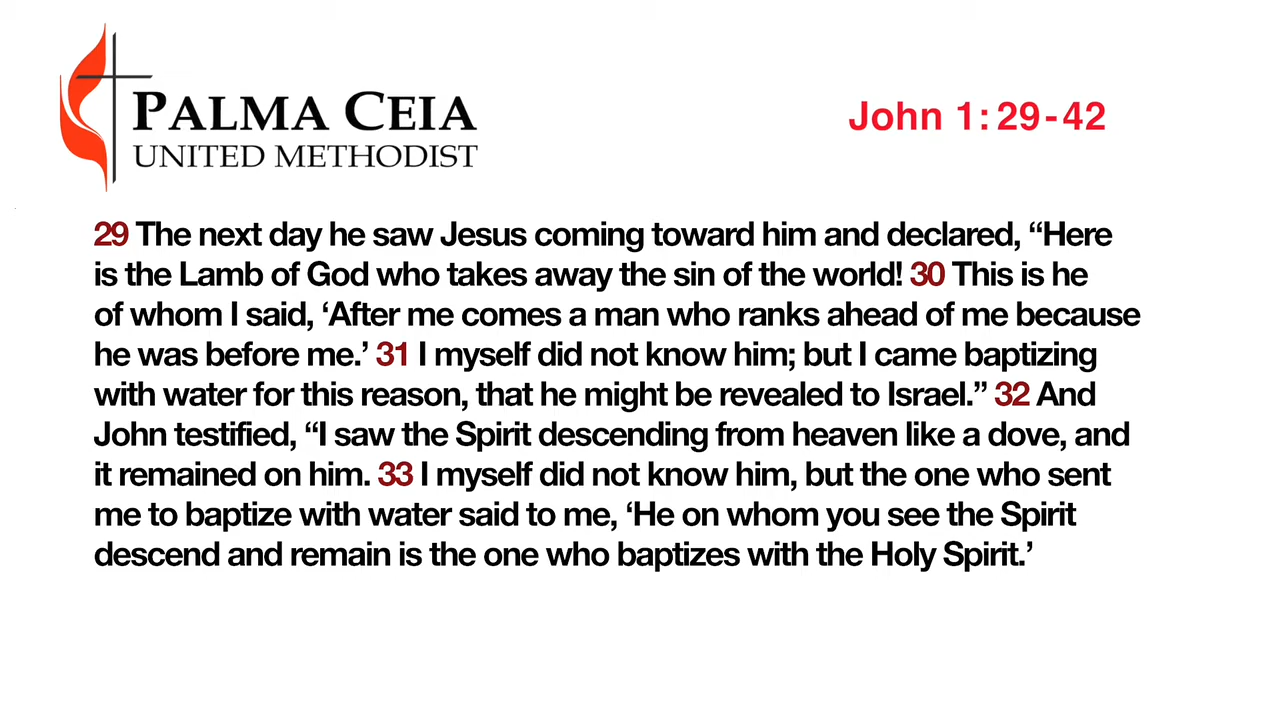 PALMA CEIA
UNITED METHODIST
John 1:29-42
29 The next day he saw Jesus coming toward him and declared, “Here
is the Lamb of God who takes away the sin of the world! 30 This is he
of whom I said, ‘After me comes a man who ranks ahead of me because
he was before me.’ 31 I myself did not know him; but I came baptizing
with water for this reason, that he might be revealed to Israel.” 32 And
John testified, “I saw the Spirit descending from heaven like a dove, and
it remained on him. 33 I myself did not know him, but the one who sent
me to baptize with water said to me, ‘He on whom you see the Spirit
descend and remain is the one who baptizes with the Holy Spirit.’